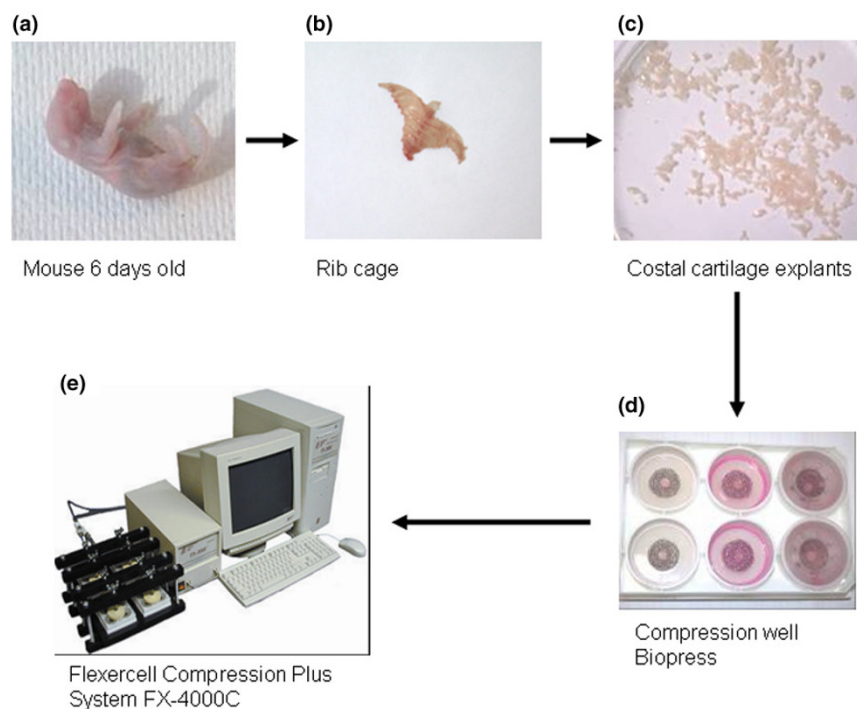 (a)
(b)
(c)
Mouse 6 days old
Rib cage
Costal cartilage explants
(e)
(d)
Compression well
Biopress
Flexercell Compression Plus
System FX-4000C